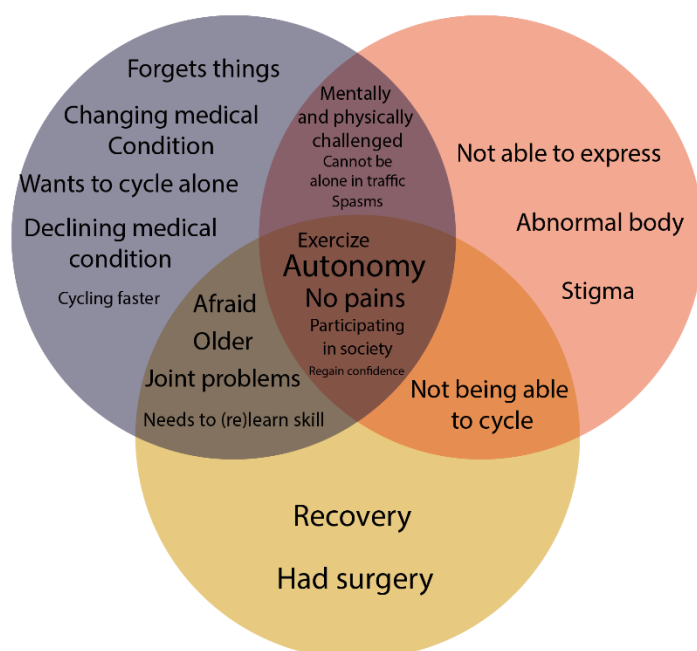 Forgets things
Changing medical
Condition
Wants to cycle alone
Declining medical
condition
Cycling faster
Mentally
and physically
challenged
Cannot be
alone in traffic
Spasms
Not able to express
Abnormal body
Stigma
Exercize
Autonomy
No pains
Participating
in society
Regain confidence
Afraid
Older
Joint problems
Needs to (re)learn skill
Not being able
to cycle
Recovery
Had surgery